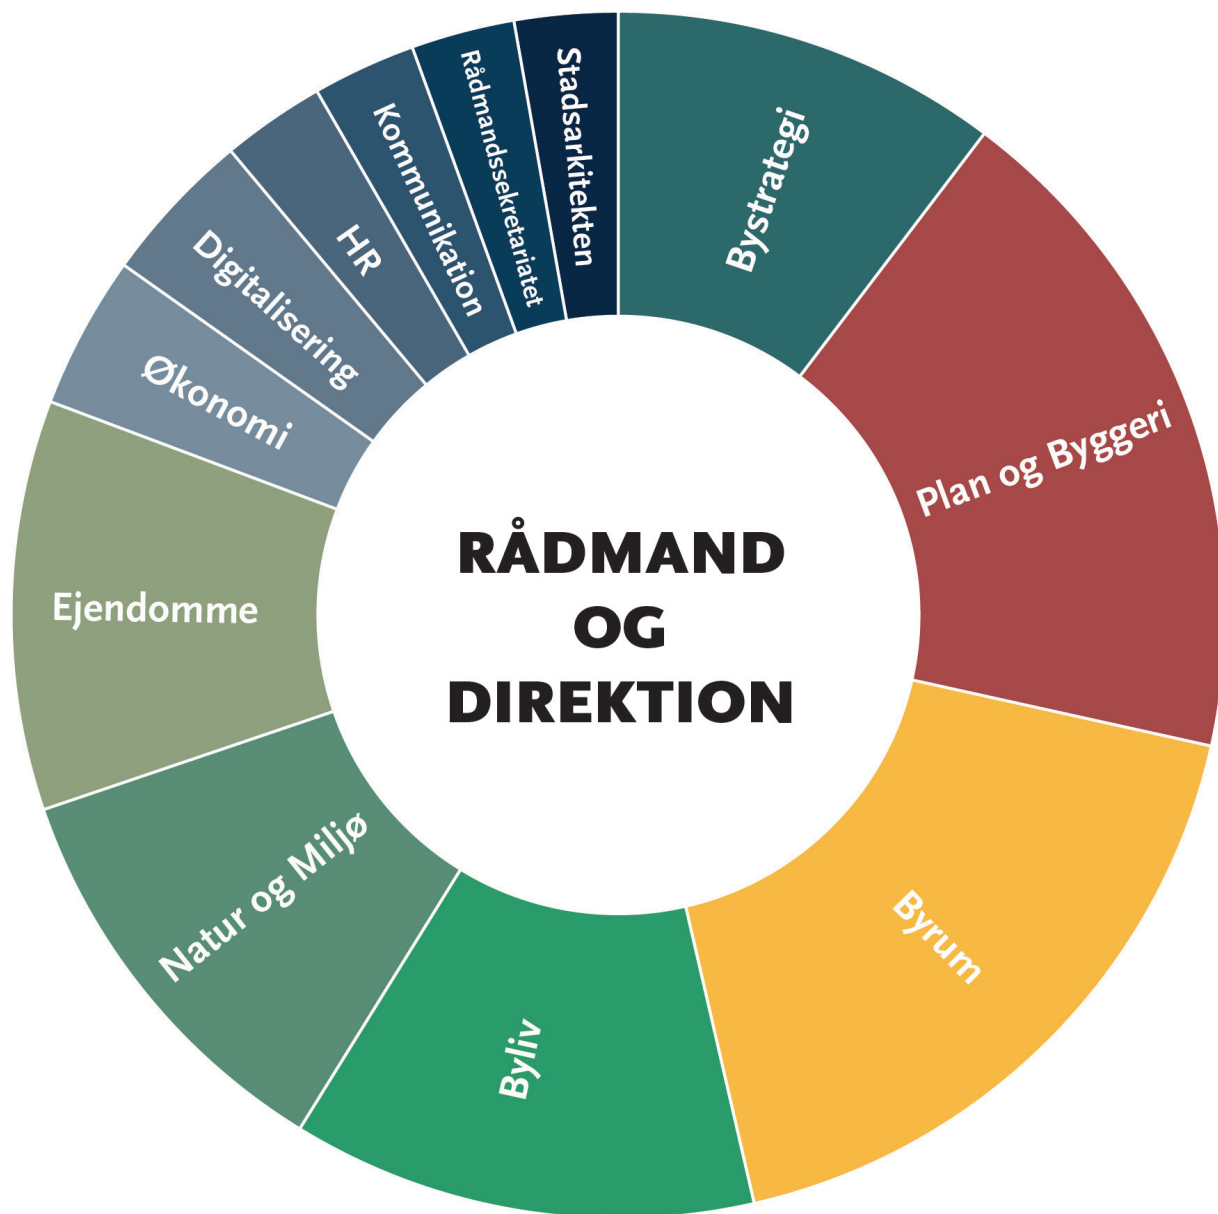 Stadsarkitekten
Rådmandssekretariatet
Kommunikation
HR
Digitalisering
Økonomi
Ejendomme
Natur og Miljø
Byliv
Byrum
Plan og Byggeri
Bystrategi
RÅDMAND
OG
DIREKTION